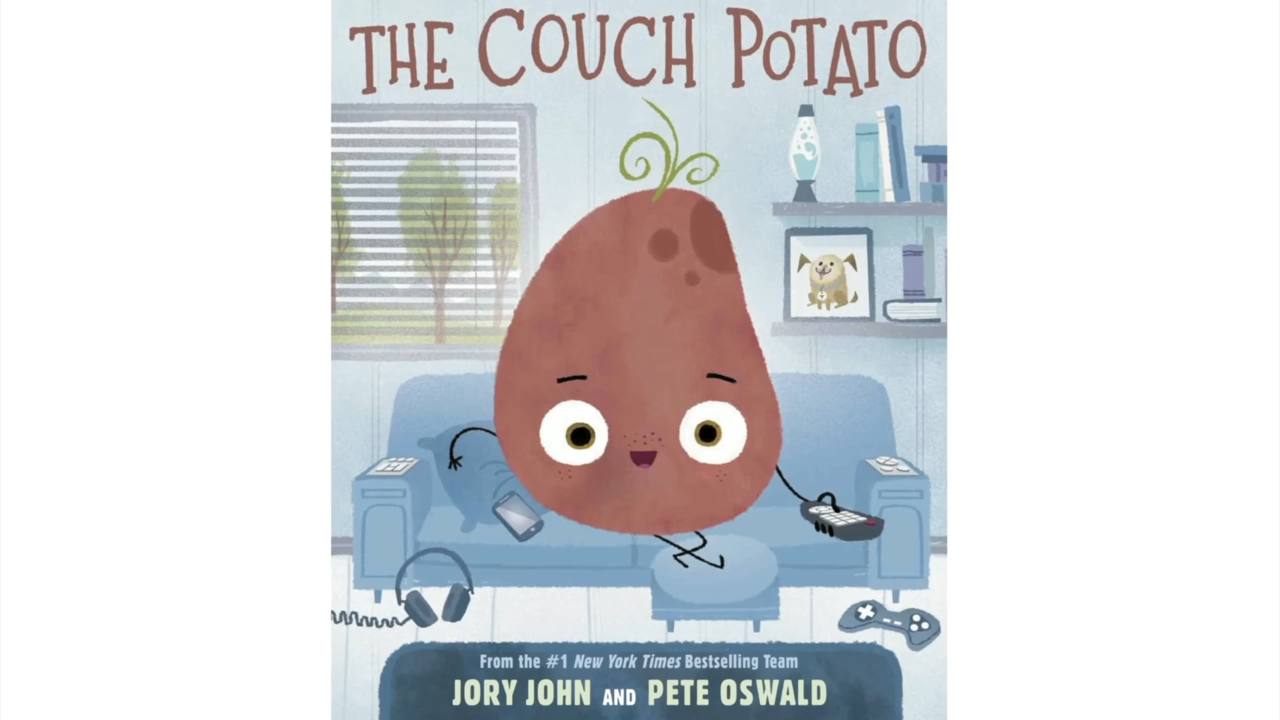 THE COUCH POTATO
From the #1 New York Times Bestselling Team
JORY JOHN AND PETE OSWALD